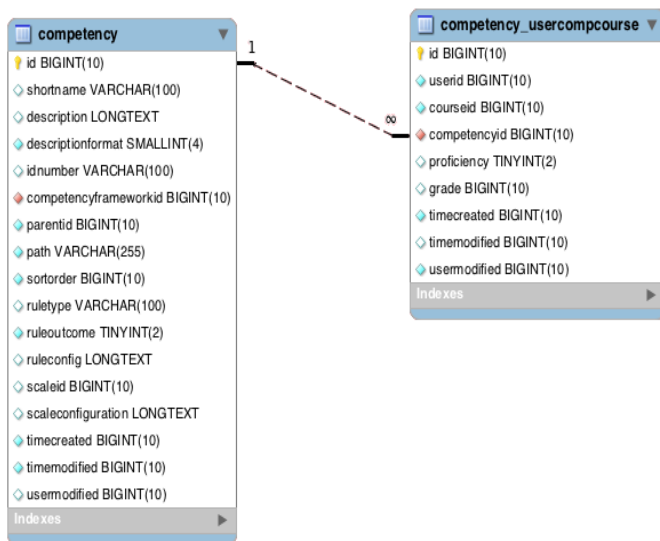 competency
id BIGINT(10)
shortname VARCHAR(100)
description LONGTEXT
descriptionformat SMALLINT(4)
idnumber VARCHAR(100)
competencyframeworkid BIGINT(10)
parentid BIGINT(10)
path VARCHAR(255)
sortorder BIGINT(10)
ruletype VARCHAR(100)
ruleoutcome TINYINT(2)
ruleconfig LONGTEXT
scaleid BIGINT(10)
scaleconfiguration LONGTEXT
timecreated BIGINT(10)
timemodified BIGINT(10)
usermodified BIGINT(10)
Indexes
1
∞
competency_usercompcourse
id BIGINT(10)
userid BIGINT(10)
courseid BIGINT(10)
competencyid BIGINT(10)
proficiency TINYINT(2)
grade BIGINT(10)
timecreated BIGINT(10)
timemodified BIGINT(10)
usermodified BIGINT(10)
Indexes